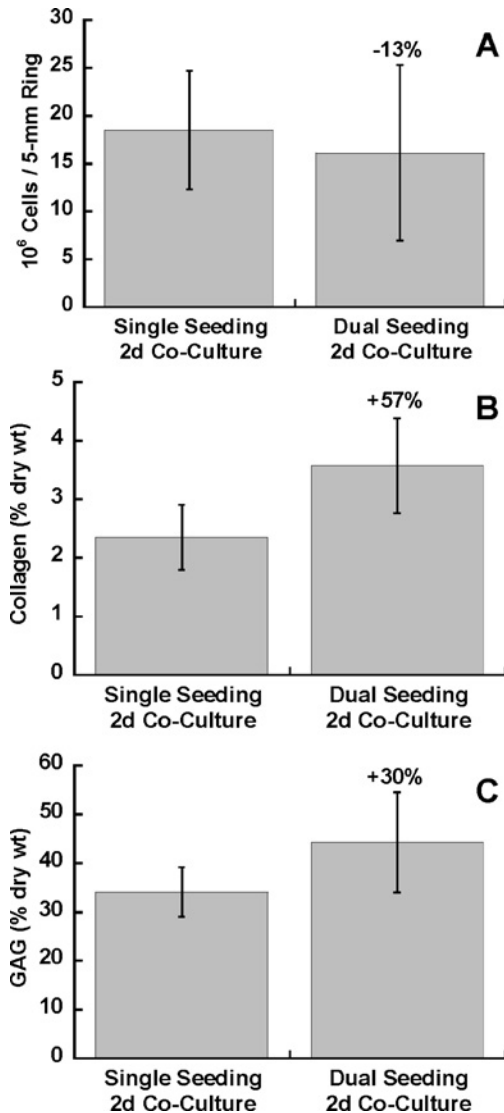 A
-13%
10⁶ Cells / 5-mm Ring
30
25
20
15
10
5
0
Single Seeding
2d Co-Culture
Dual Seeding
2d Co-Culture
B
+57%
Collagen (% dry wt)
5
4
3
2
1
0
Single Seeding
2d Co-Culture
Dual Seeding
2d Co-Culture
C
+30%
GAG (% dry wt)
60
50
40
30
20
10
0
Single Seeding
2d Co-Culture
Dual Seeding
2d Co-Culture